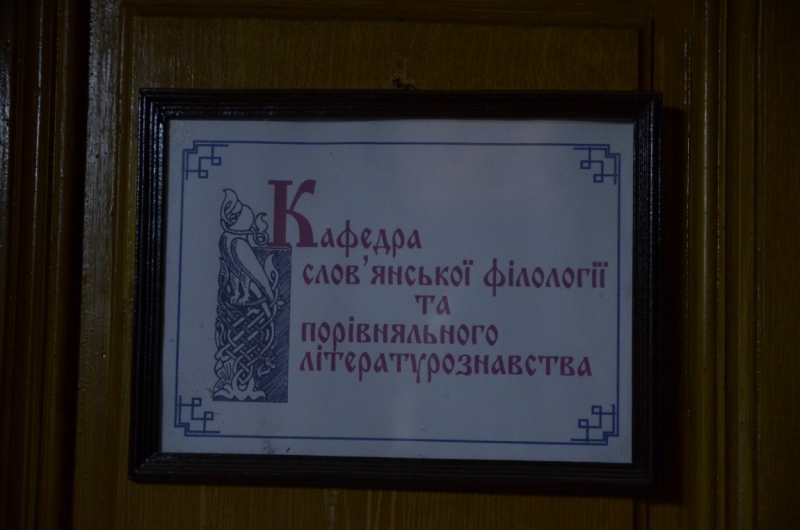 Кафедра
слов'янської філології
та
порівняльного
літературознавства